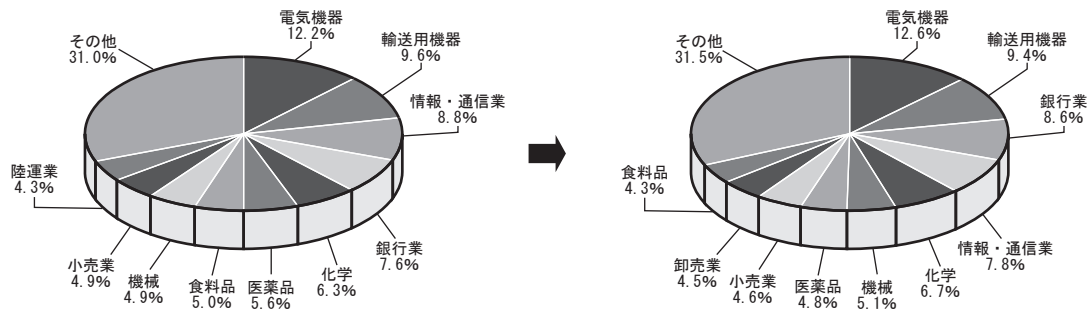 電気機器
12.2%
輸送用機器
9.6%
情報・通信業
8.8%
銀行業
7.6%
化学
6.3%
医薬品
5.6%
食料品
5.0%
機械
4.9%
小売業
4.9%
陸運業
4.3%
その他
31.0%
電気機器
12.6%
輸送用機器
9.4%
銀行業
8.6%
情報・通信業
7.8%
化学
6.7%
機械
5.1%
医薬品
4.8%
小売業
4.6%
卸売業
4.5%
食料品
4.3%
その他
31.5%